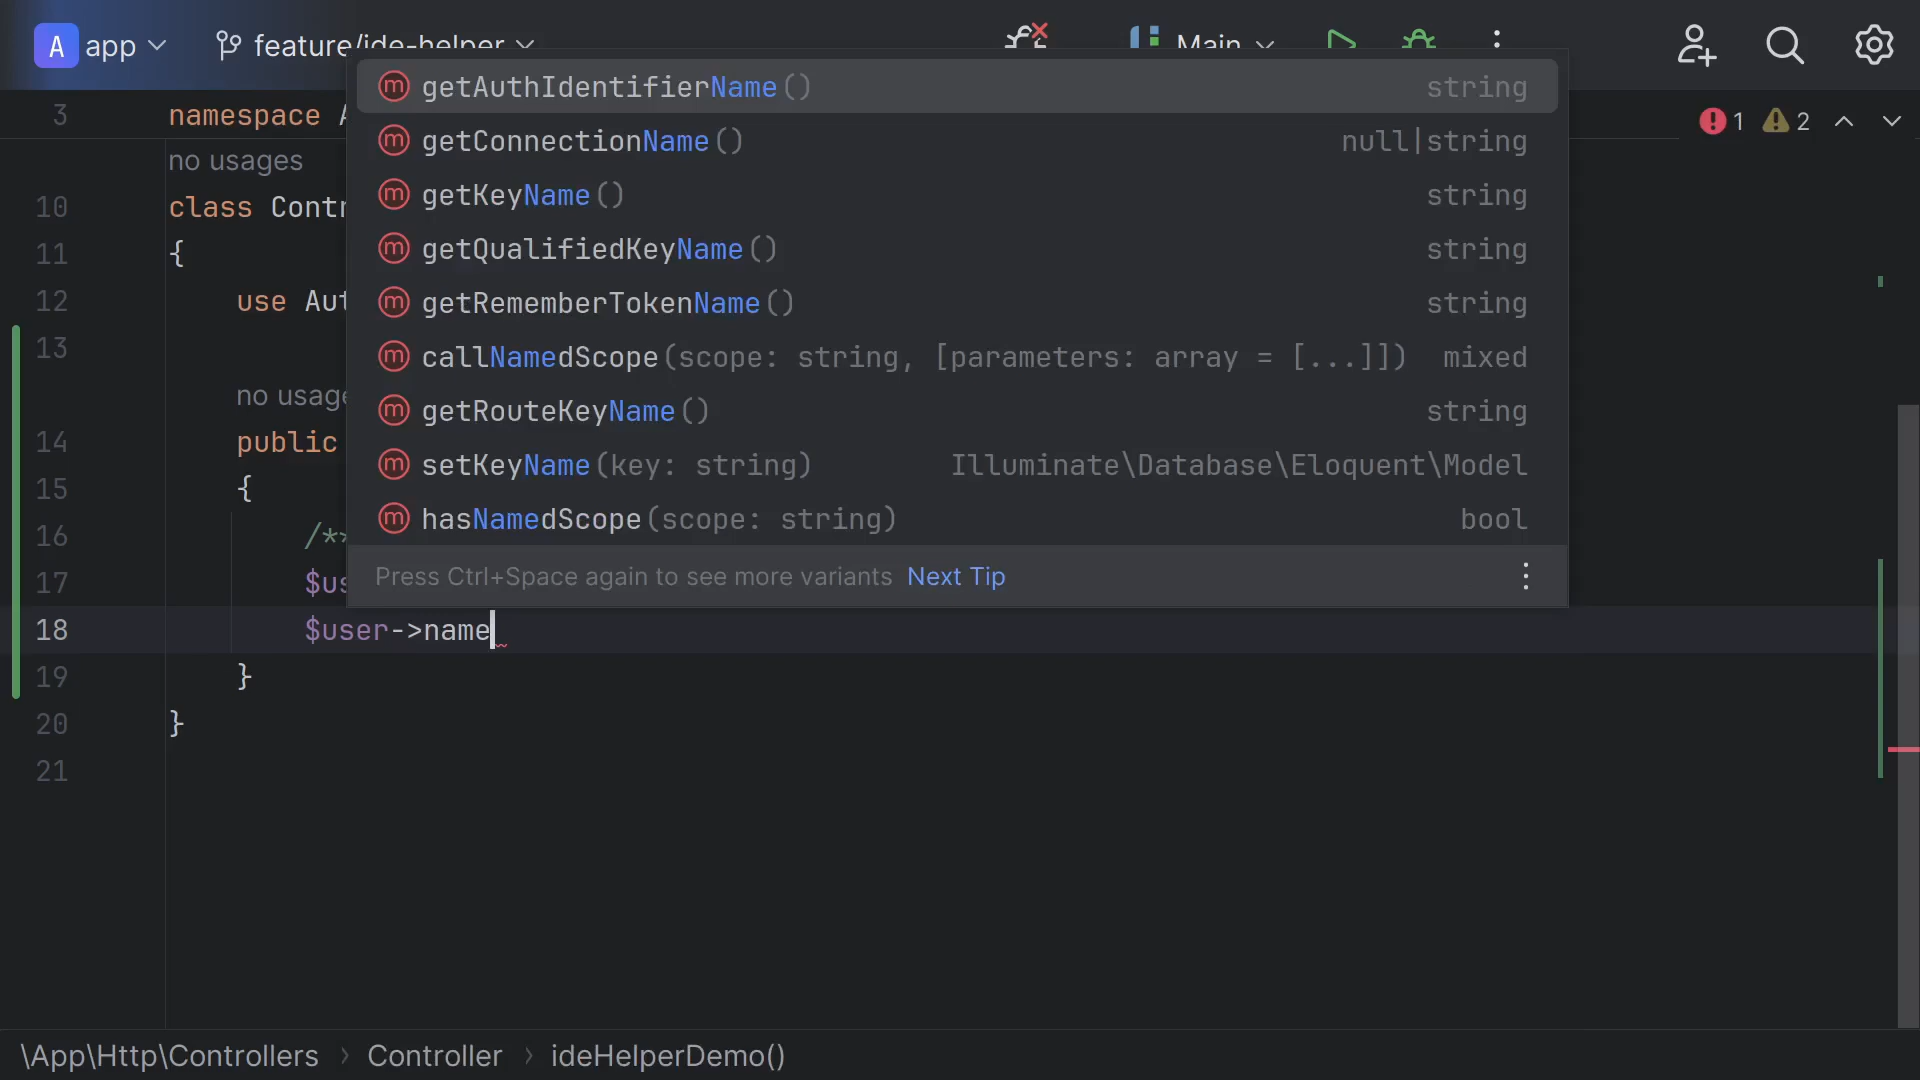 A app feature/ide-helper Main
getAuthIdentifierName() string
3 namespace
1 2
getConnectionName() null|string
no usages
getKeyName() string
10 class Contr
getQualifiedKeyName() string
11 {
12 use Aut
getRememberTokenName() string
13
callNamedScope(scope: string, [parameters: array = [...]]) mixed
no usage
getRouteKeyName() string
14 public
setKeyName(key: string) Illuminate\Database\Eloquent\Model
15 {
hasNamedScope(scope: string) bool
16 /**
17 $us
Press Ctrl+Space again to see more variants Next Tip
18 $user->name
19 }
20 }
21
\App\Http\Controllers › Controller › ideHelperDemo()